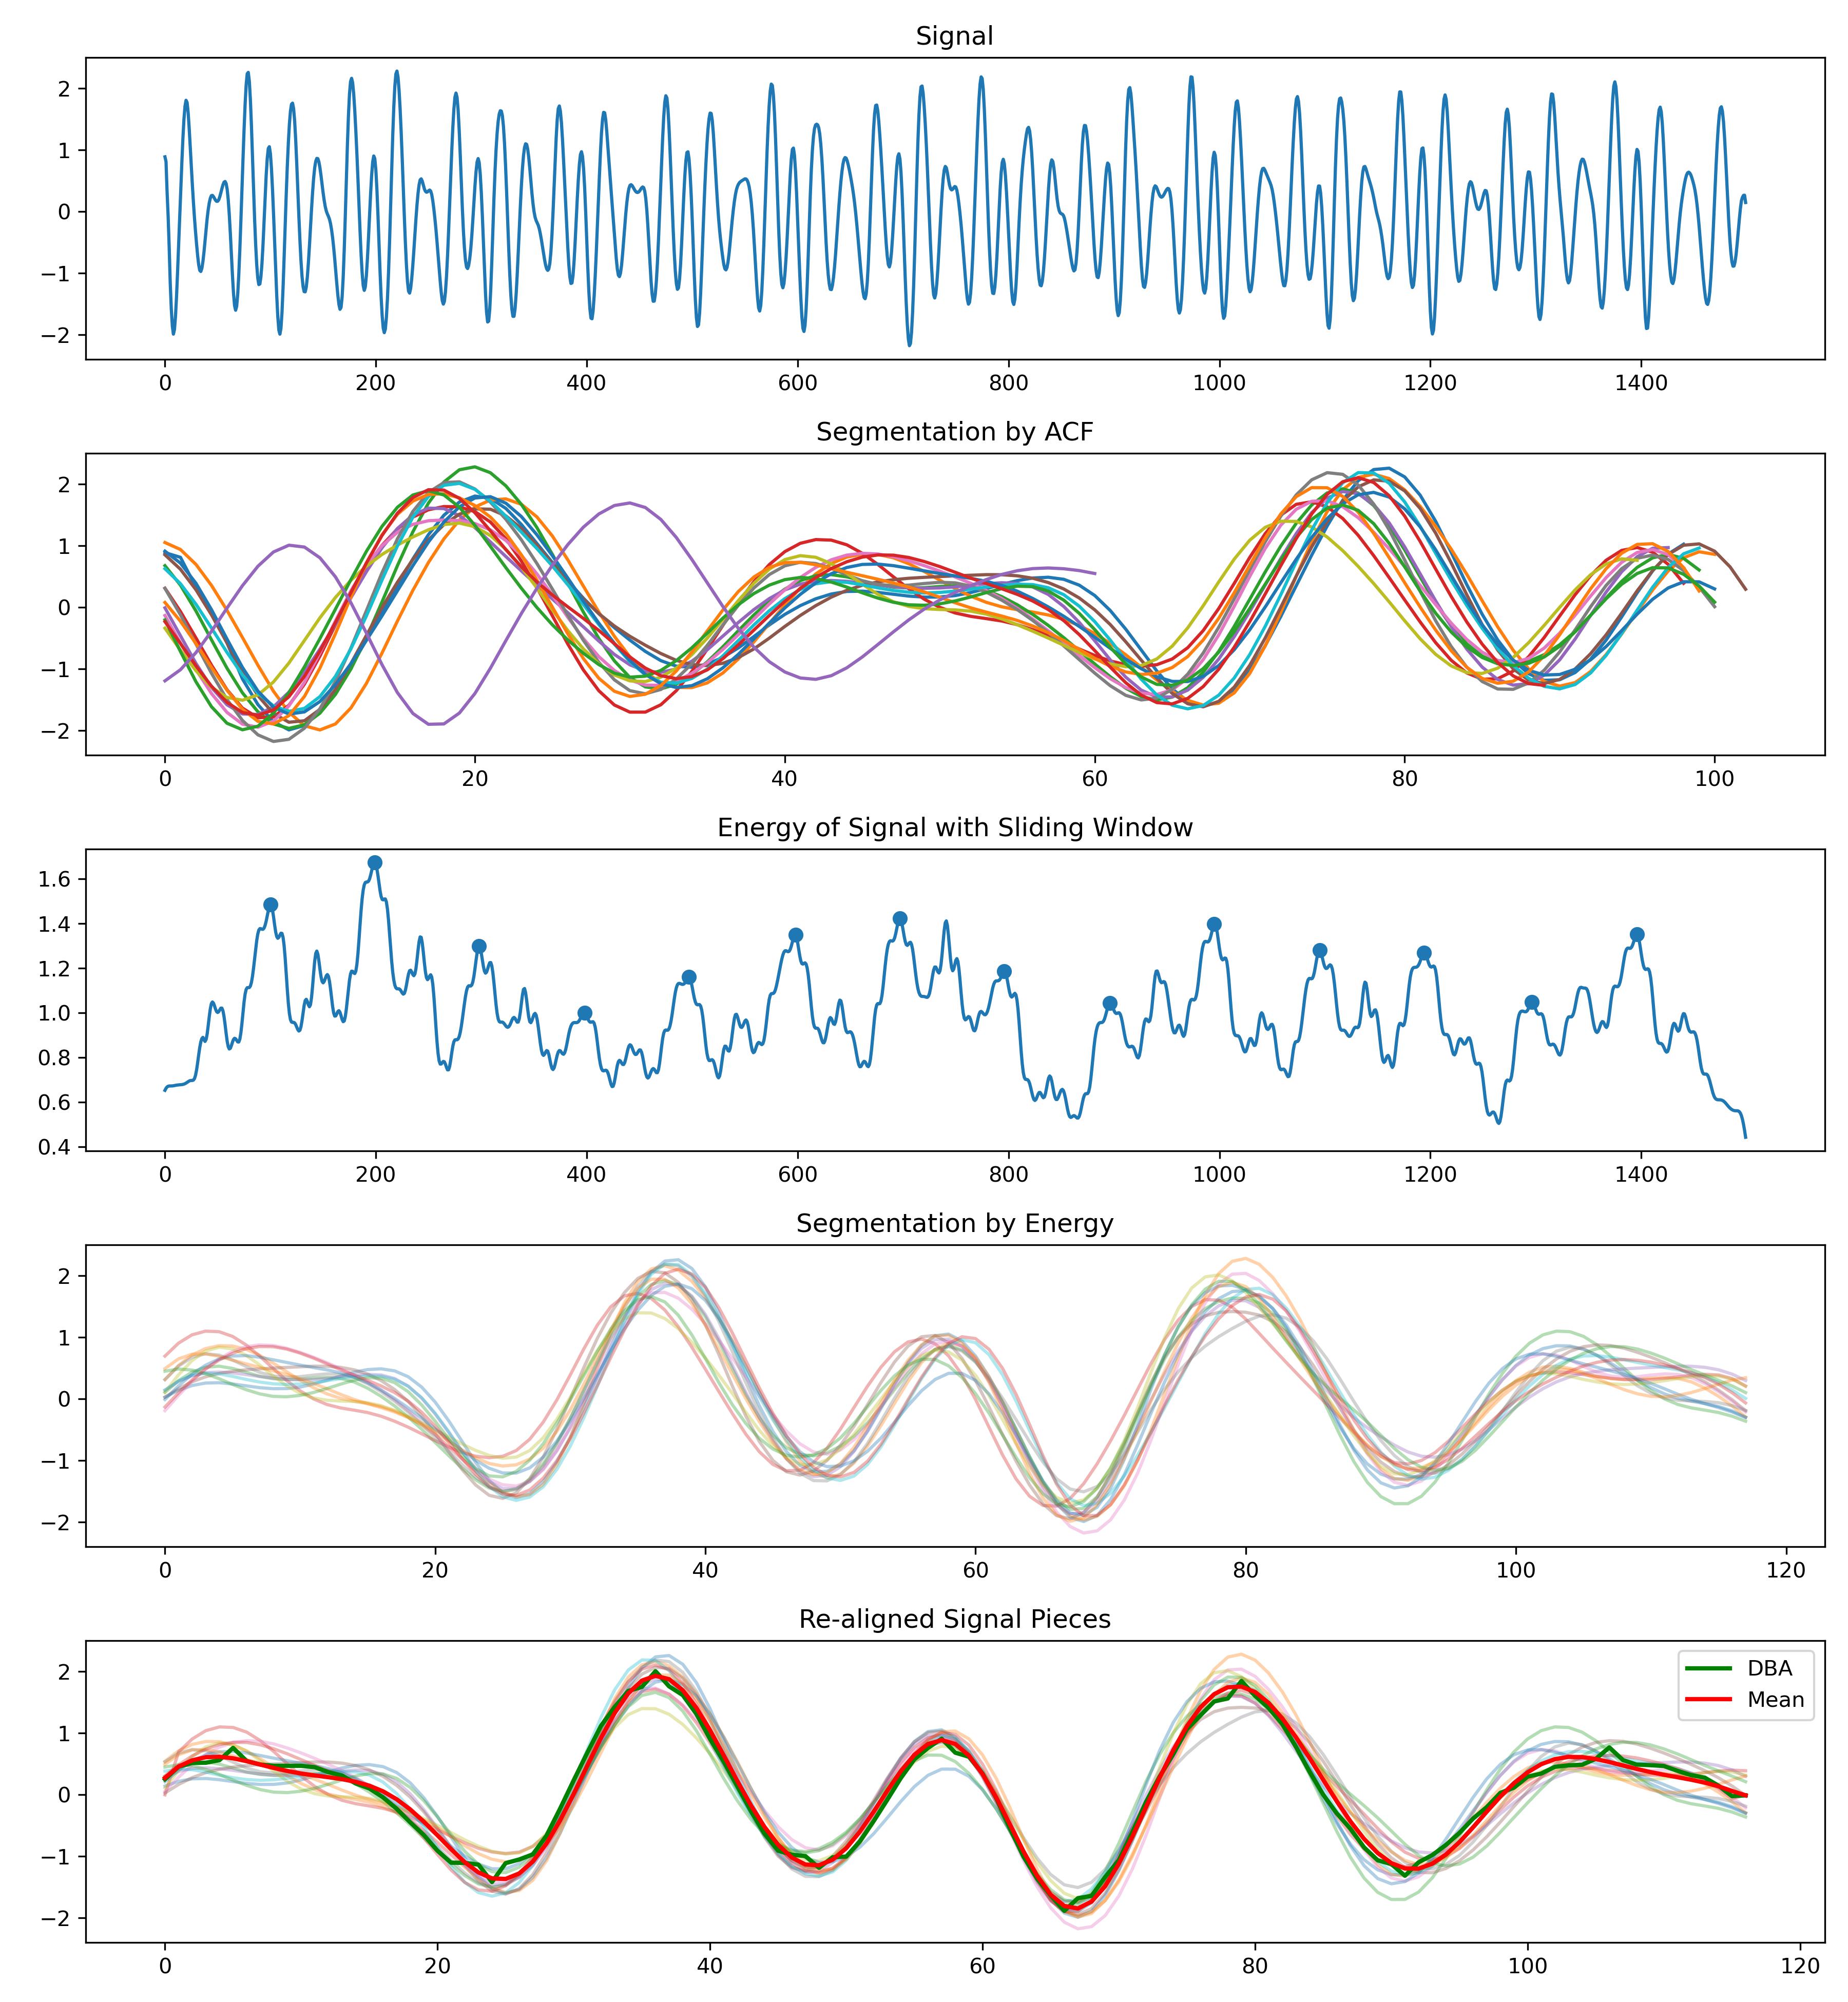 Signal
2
1
0
−1
−2
0 200 400 600 800 1000 1200 1400
Segmentation by ACF
2
1
0
−1
−2
0 20 40 60 80 100
Energy of Signal with Sliding Window
1.6
1.4
1.2
1.0
0.8
0.6
0.4
0 200 400 600 800 1000 1200 1400
Segmentation by Energy
2
1
0
−1
−2
0 20 40 60 80 100 120
Re-aligned Signal Pieces
DBA
Mean
2
1
0
−1
−2
0 20 40 60 80 100 120